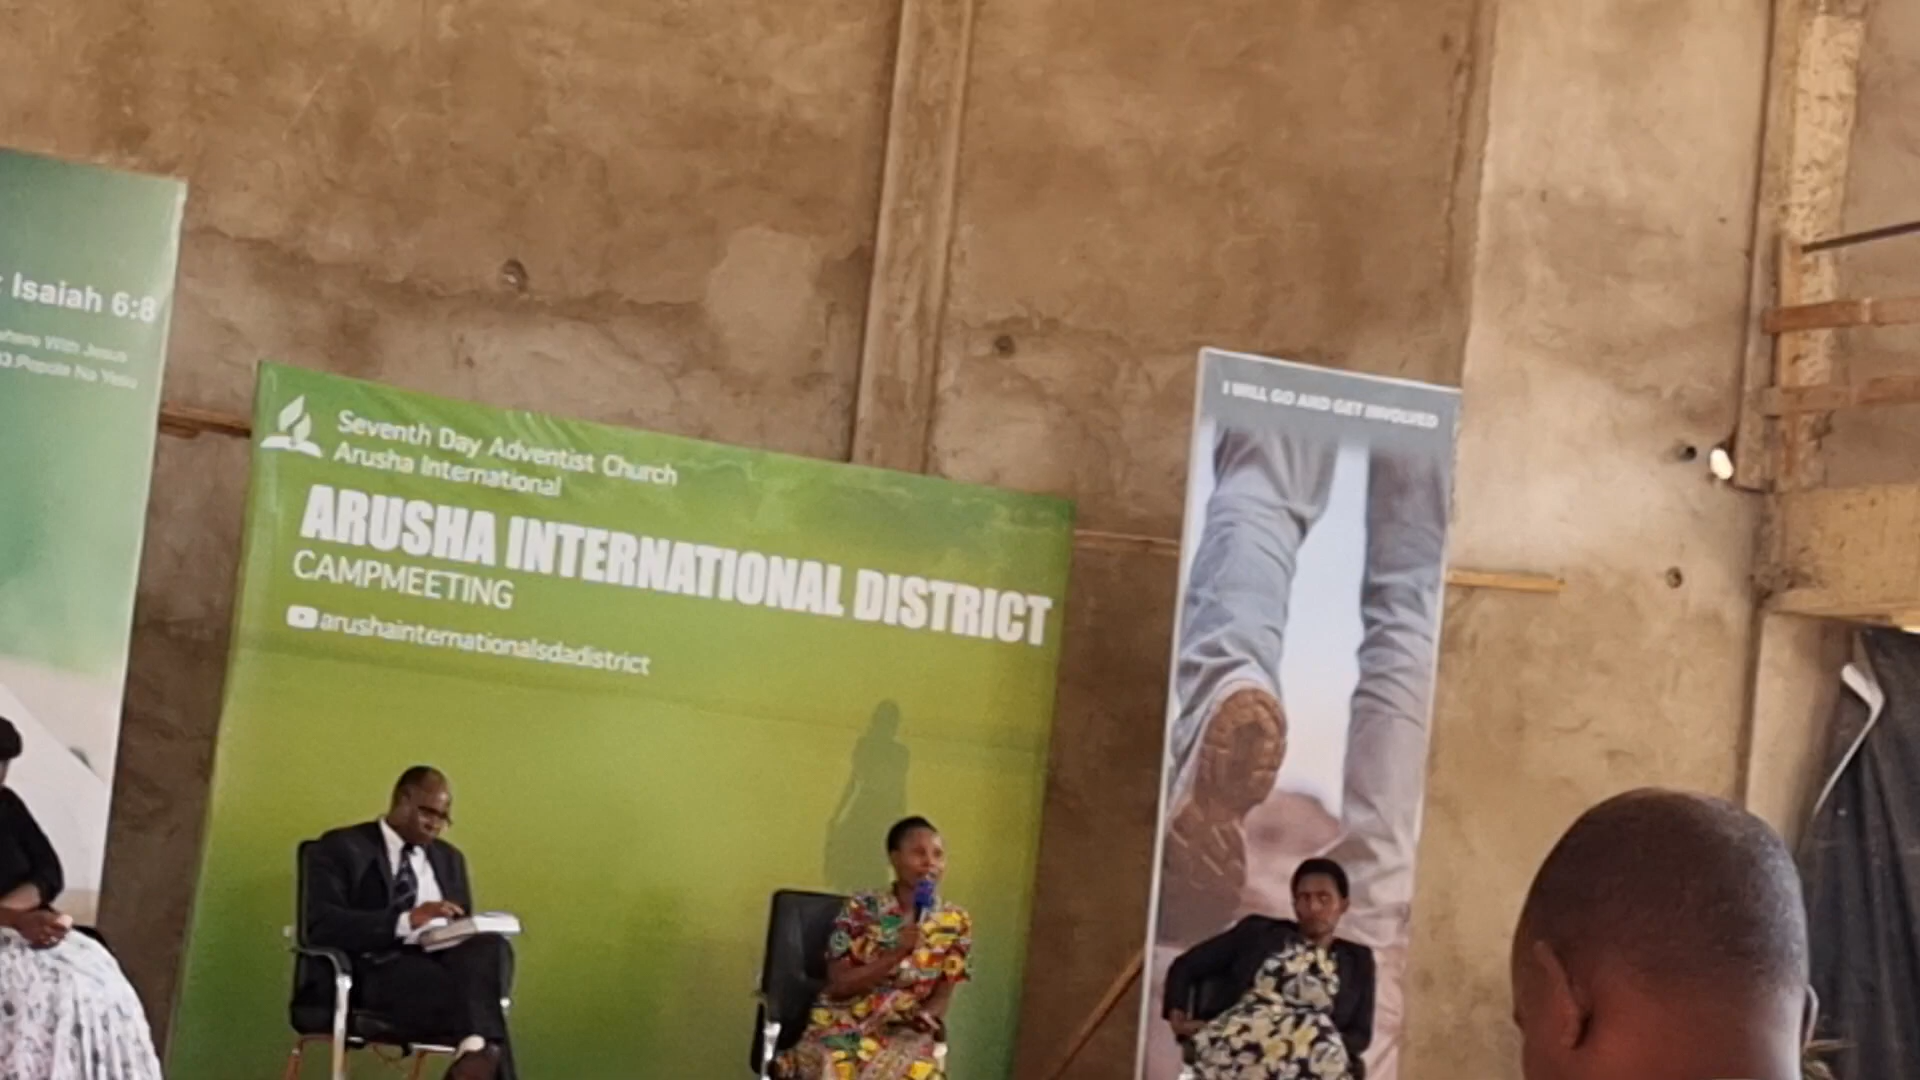 : Isaiah 6:8
With Jesus
Popote Na Yesu
Seventh Day Adventist Church
Arusha International
ARUSHA INTERNATIONAL DISTRICT
CAMPMEETING
arushainternationalsdadistrict
I WILL GO AND GET INVOLVED